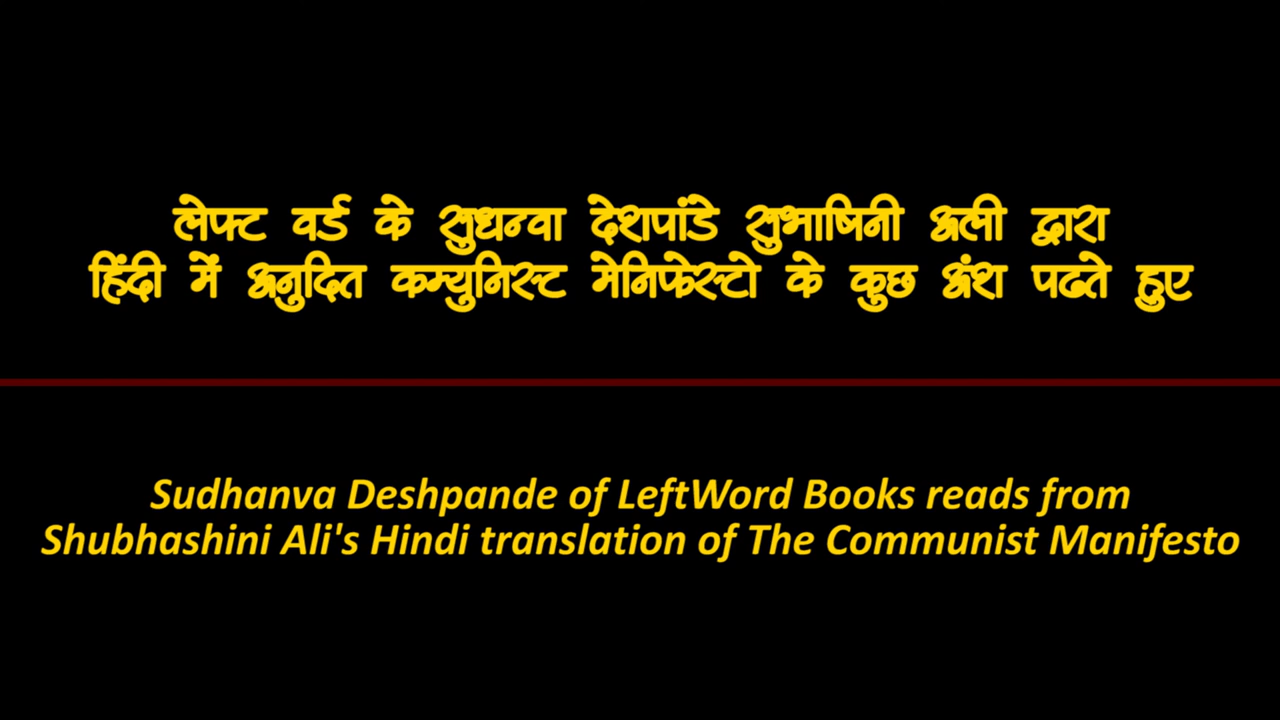 लेफ्ट वर्ड के सुधन्वा देशपांडे सुभाषिनी अली द्वारा
हिंदी में अनुदित कम्युनिस्ट मेनिफेस्टो के कुछ अंश पढते हुए
Sudhanva Deshpande of LeftWord Books reads from
Shubhashini Ali's Hindi translation of The Communist Manifesto